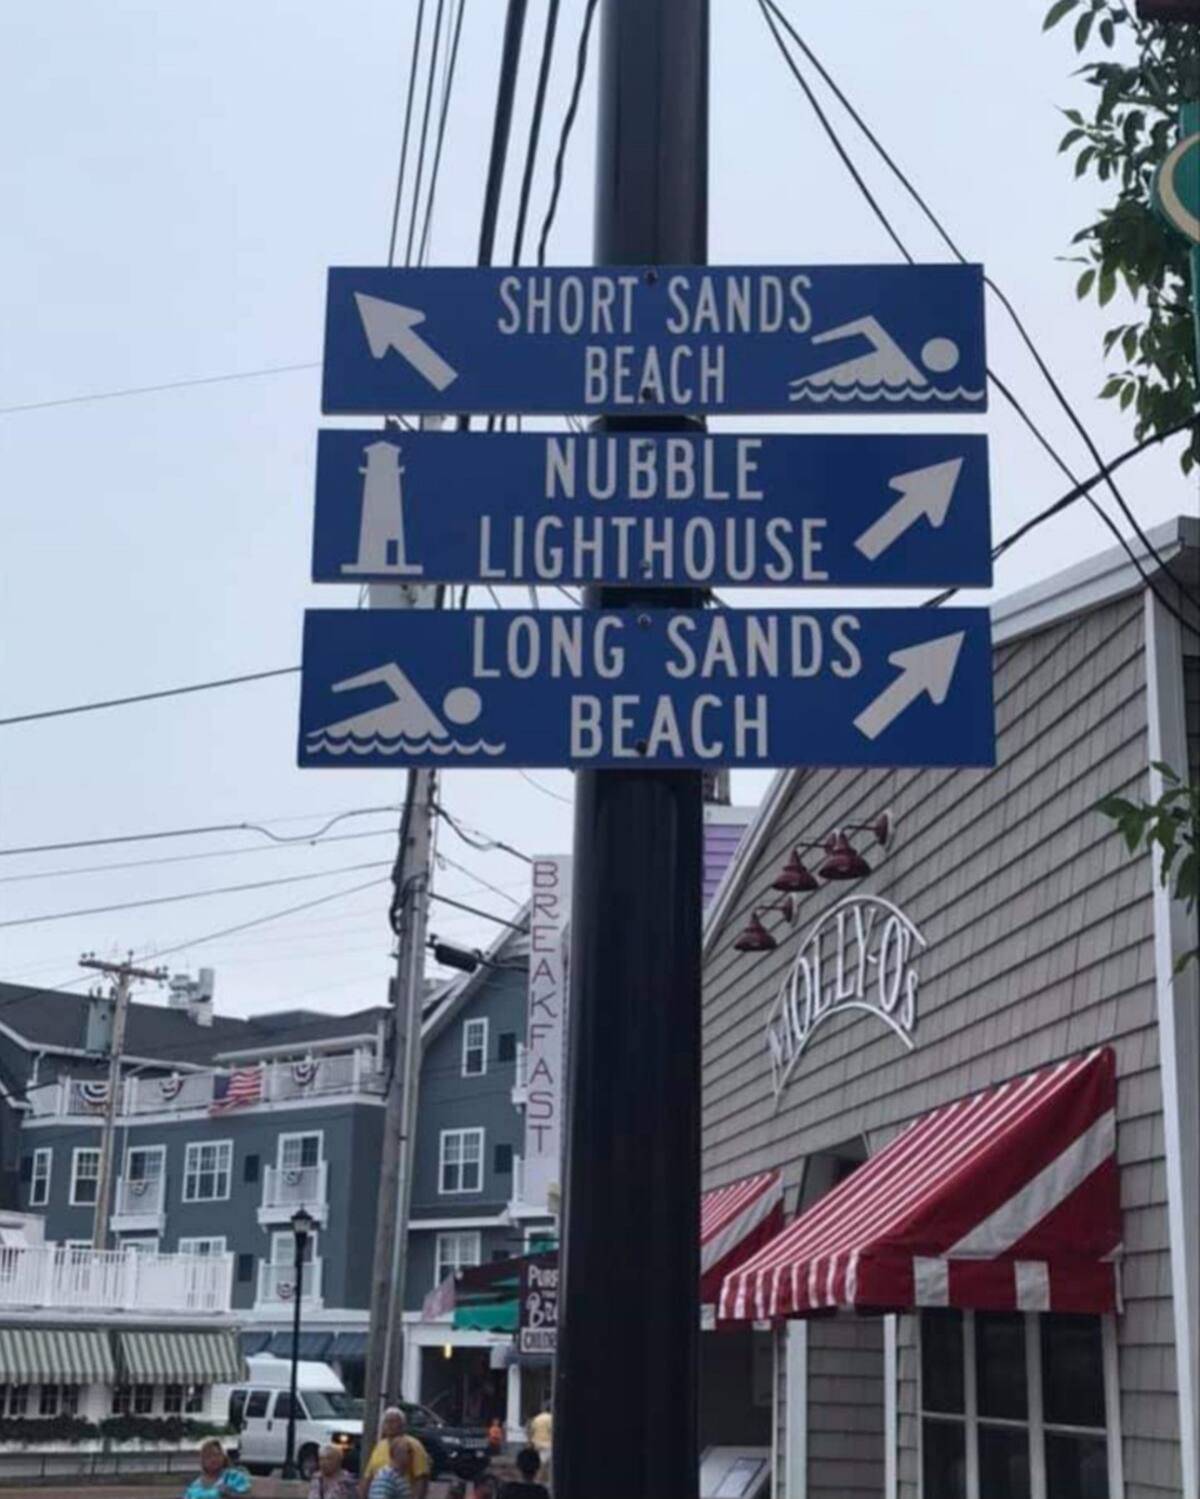 SHORT SANDS
BEACH
NUBBLE
LIGHTHOUSE
LONG SANDS
BEACH
BREAKFAST
MOLLY-O's